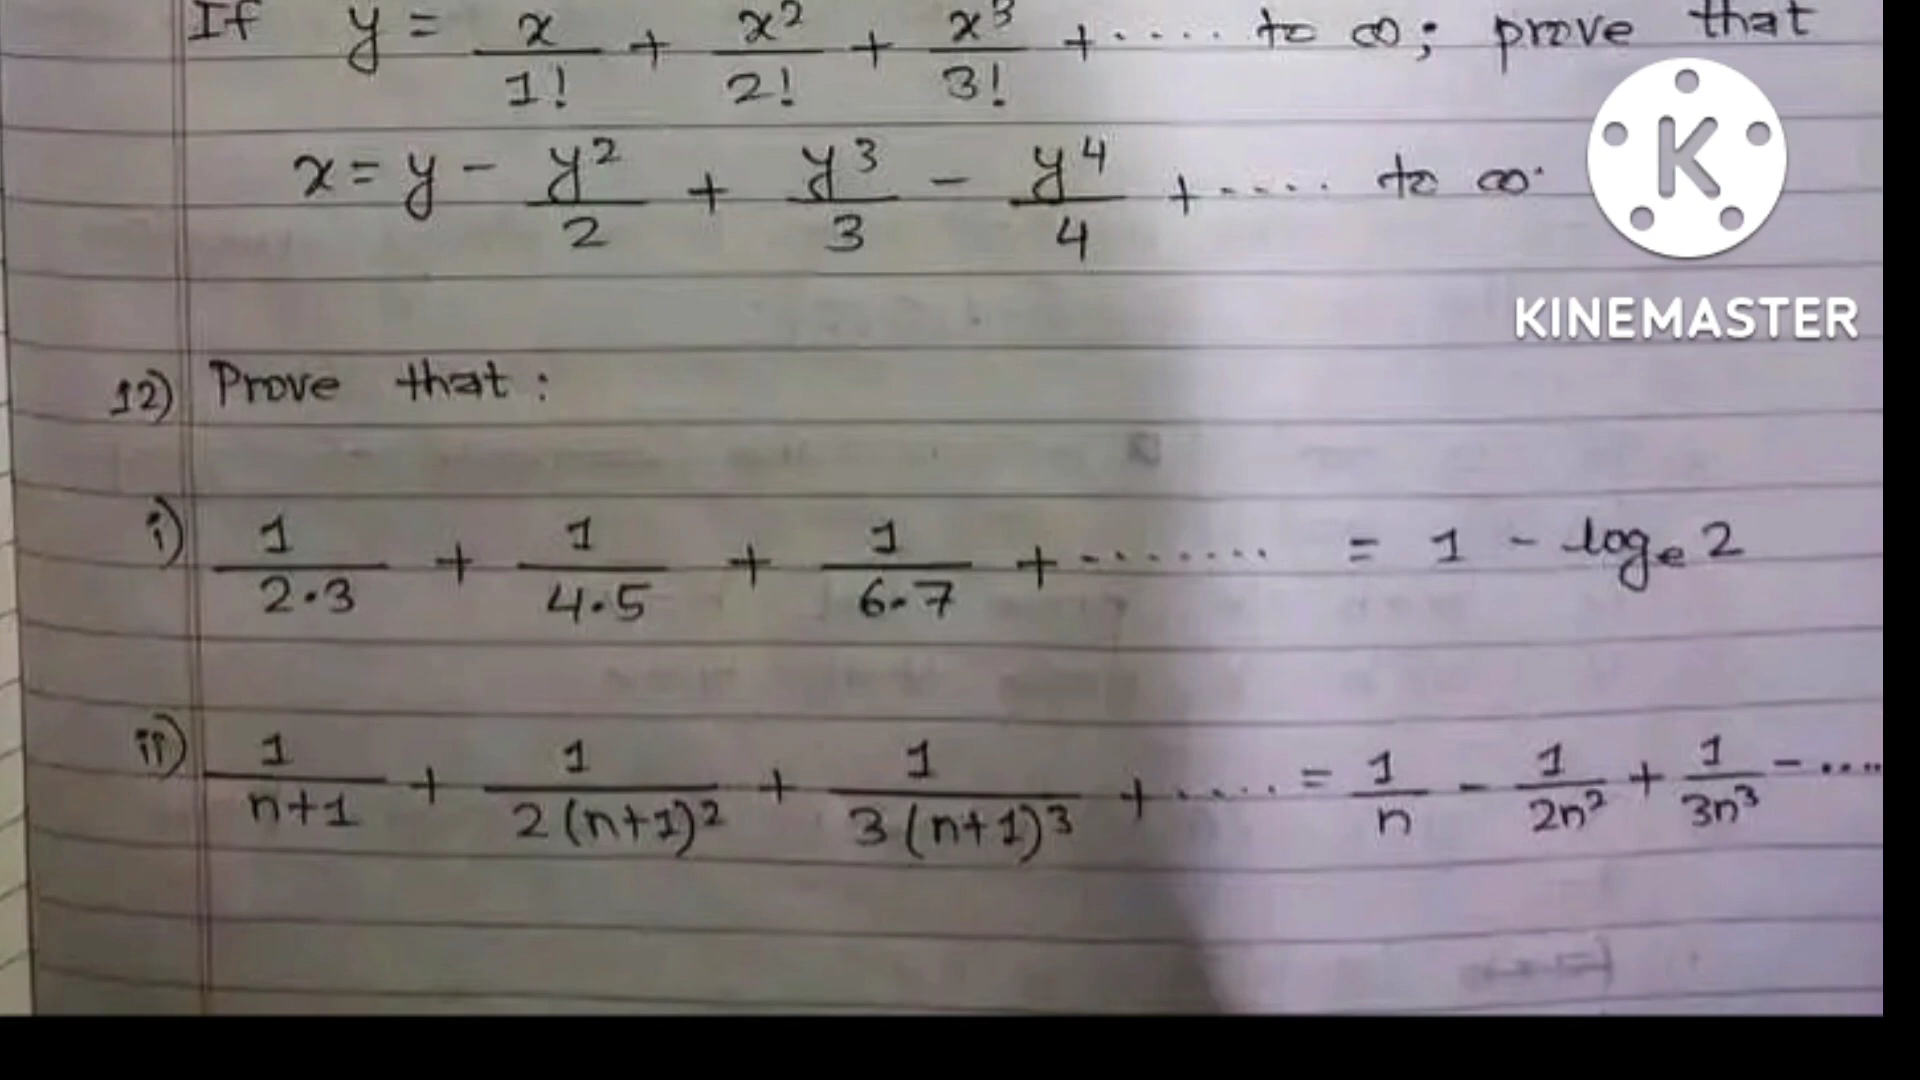 If y = x/1! + x²/2! + x³/3! + .... to ∞; prove that
x = y - y²/2 + y³/3 - y⁴/4 + .... to ∞.
KINEMASTER
12) Prove that :
i) 1/2·3 + 1/4·5 + 1/6·7 + ........ = 1 - logₑ 2
ii) 1/n+1 + 1/2(n+1)² + 1/3(n+1)³ + ..... = 1/n - 1/2n² + 1/3n³ - .....